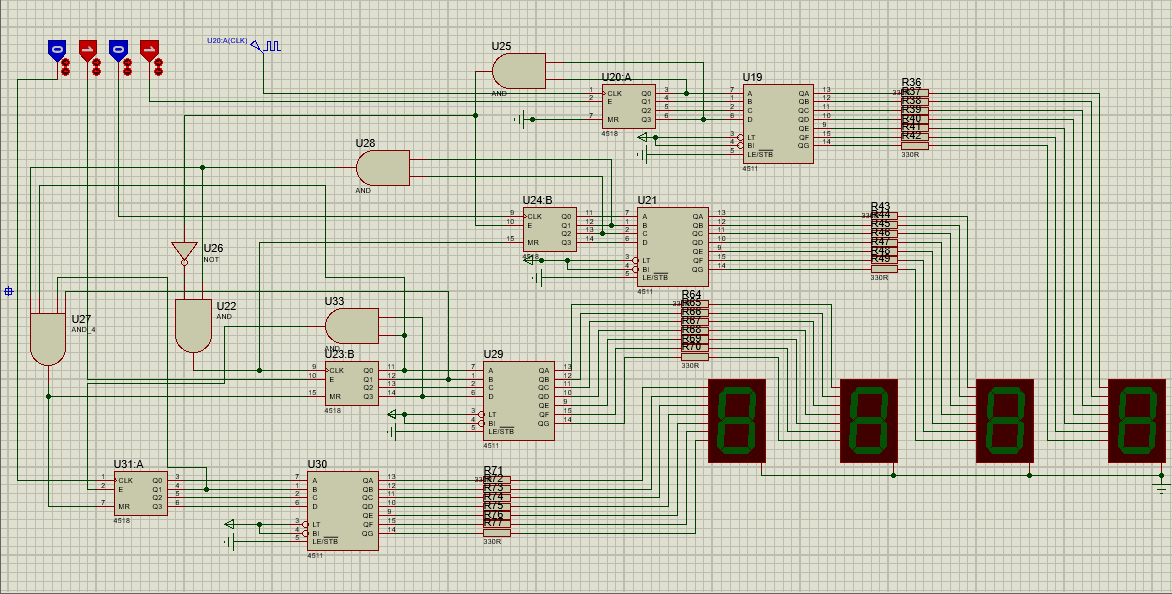 0 1 0 1
U20:A(CLK)
U25
AND
U20:A
1 CLK Q0 3
2 E Q1 4
Q2 5
7 MR Q3 6
4518
U19
7 A QA 13
1 B QB 12
2 C QC 11
6 D QD 10
QE 9
3 LT QF 15
4 BI QG 14
5 LE/STB
4511
R36
R37
R38
R39
R40
R41
R42
330R
U28
AND
U24:B
9 CLK Q0 11
10 E Q1 12
Q2 13
15 MR Q3 14
4518
U21
7 A QA 13
1 B QB 12
2 C QC 11
6 D QD 10
QE 9
3 LT QF 15
4 BI QG 14
5 LE/STB
4511
R43
R44
R45
R46
R47
R48
R49
330R
U26
NOT
U27
AND_4
U22
AND
U33
AND
U23:B
9 CLK Q0 11
10 E Q1 12
Q2 13
15 MR Q3 14
4518
U29
7 A QA 13
1 B QB 12
2 C QC 11
6 D QD 10
QE 9
3 LT QF 15
4 BI QG 14
5 LE/STB
4511
R64
R65
R66
R67
R68
R69
R70
330R
U31:A
1 CLK Q0 3
2 E Q1 4
Q2 5
7 MR Q3 6
4518
U30
7 A QA 13
1 B QB 12
2 C QC 11
6 D QD 10
QE 9
3 LT QF 15
4 BI QG 14
5 LE/STB
4511
R71
R72
R73
R74
R75
R76
R77
330R